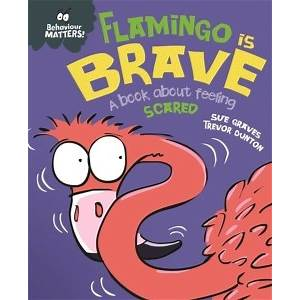 Behaviour
MATTERS!
FLAMINGO is
BRAVE
A book about feeling
SCARED
SUE GRAVES
TREVOR DUNTON